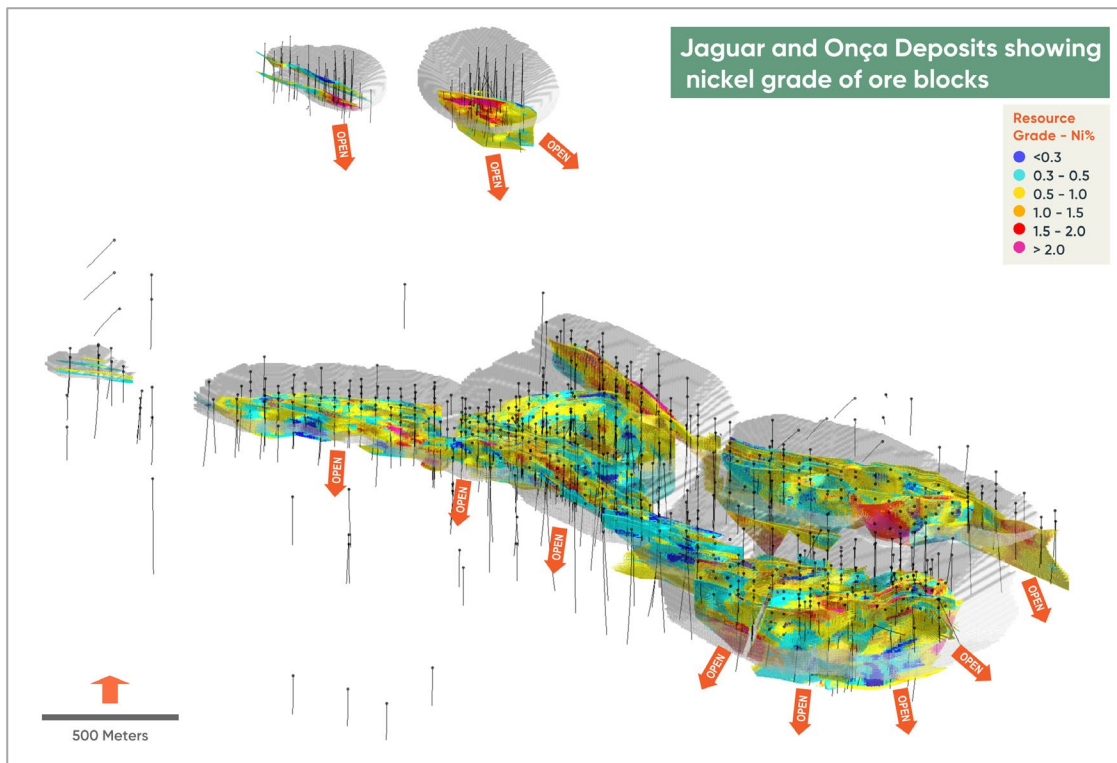 Jaguar and Onça Deposits showing
nickel grade of ore blocks
Resource
Grade - Ni%
<0.3
0.3 - 0.5
0.5 - 1.0
1.0 - 1.5
1.5 - 2.0
> 2.0
OPEN
OPEN
OPEN
OPEN
OPEN
OPEN
OPEN
OPEN
OPEN
OPEN
OPEN
500 Meters